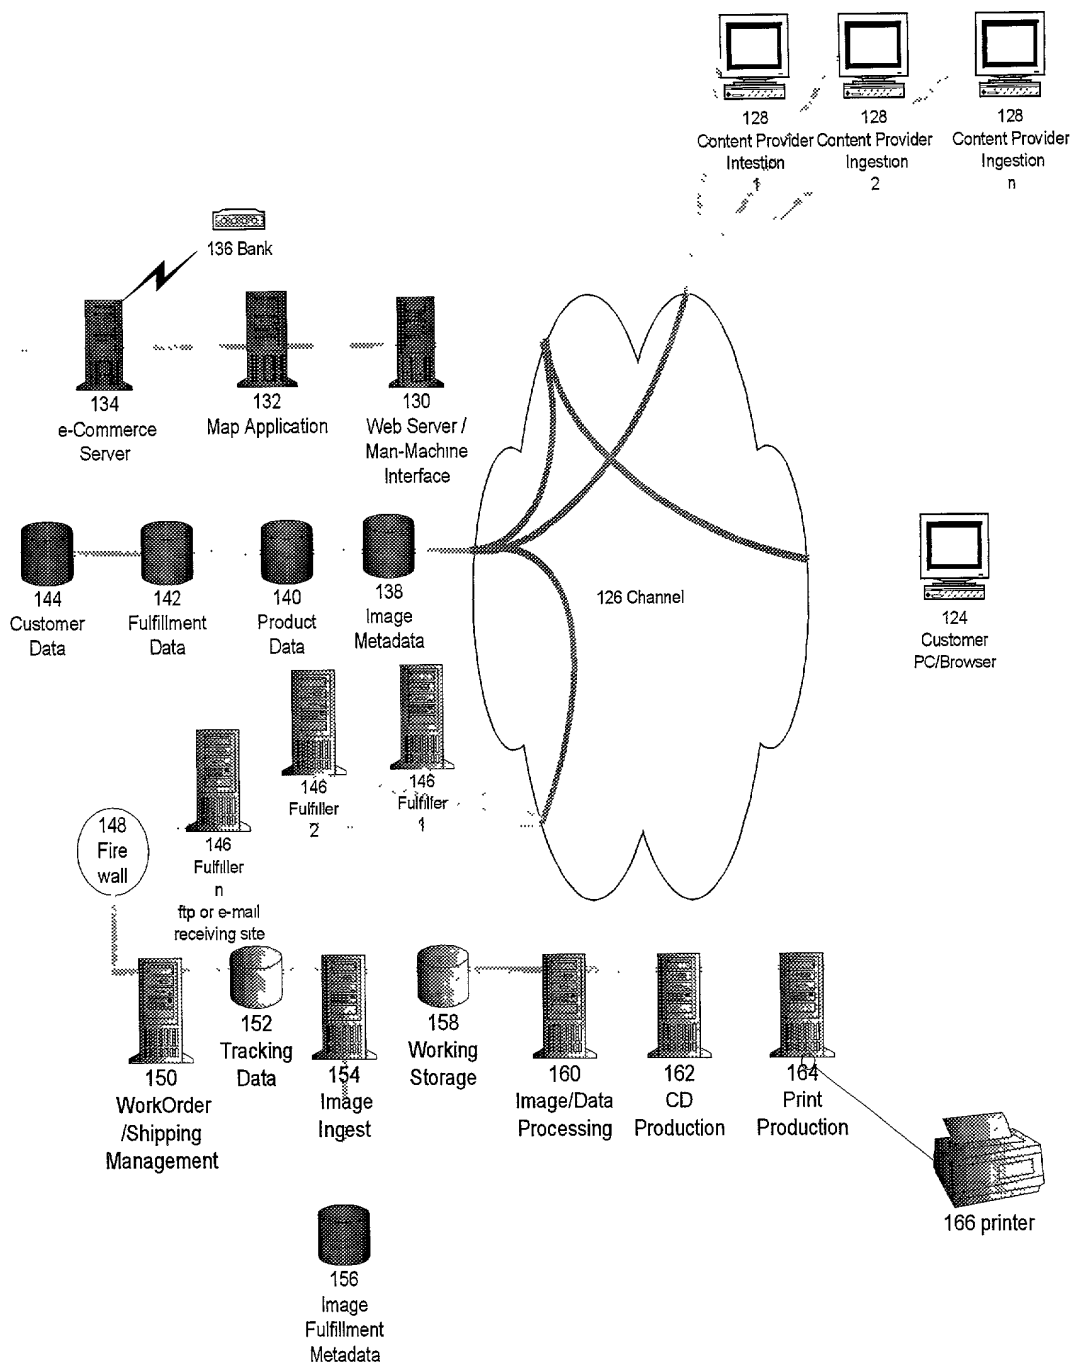 128
Content Provider
Intestion
1
128
Content Provider
Ingestion
2
128
Content Provider
Ingestion
n
136 Bank
134
e-Commerce
Server
132
Map Application
130
Web Server /
Man-Machine
Interface
144
Customer
Data
142
Fulfillment
Data
140
Product
Data
138
Image
Metadata
126 Channel
124
Customer
PC/Browser
146
Fulfiller
2
146
Fulfiller
1
148
Fire
wall
146
Fulfiller
n
ftp or e-mail
receiving site
150
WorkOrder
/Shipping
Management
152
Tracking
Data
154
Image
Ingest
158
Working
Storage
160
Image/Data
Processing
162
CD
Production
164
Print
Production
166 printer
156
Image
Fulfillment
Metadata